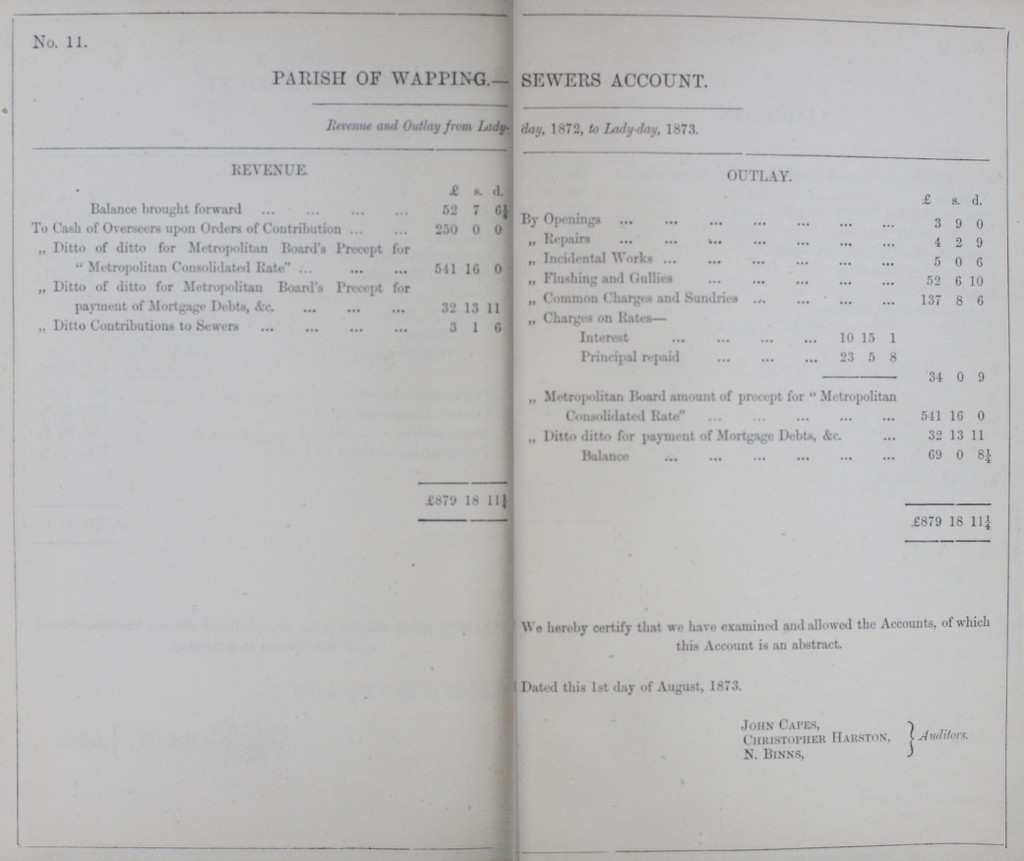 No. 11.
PARISH OF WAPPING.— SEWERS ACCOUNT.
Revenue and Outlay from Lady-day, 1872, to Lady-day, 1873.
REVENUE.
£ s. d.
Balance brought forward ... ... ... ... 52 7 6¼
To Cash of Overseers upon Orders of Contribution ... ... 250 0 0
„ Ditto of ditto for Metropolitan Board's Precept for
“ Metropolitan Consolidated Rate” ... ... ... 541 16 0
„ Ditto of ditto for Metropolitan Board's Precept for
payment of Mortgage Debts, &c. ... ... ... 32 13 11
„ Ditto Contributions to Sewers ... ... ... ... 3 1 6
£879 18 11¼
OUTLAY.
£ s. d.
By Openings ... ... ... ... ... ... ... 3 9 0
„ Repairs ... ... ... ... ... ... ... 4 2 9
„ Incidental Works ... ... ... ... ... ... 5 0 6
„ Flushing and Gullies ... ... ... ... ... 52 6 10
„ Common Charges and Sundries ... ... ... ... 137 8 6
„ Charges on Rates—
Interest ... ... ... ... 10 15 1
Principal repaid ... ... ... 23 5 8
34 0 9
„ Metropolitan Board amount of precept for “ Metropolitan
Consolidated Rate” ... ... ... ... ... 541 16 0
„ Ditto ditto for payment of Mortgage Debts, &c. ... 32 13 11
Balance ... ... ... ... ... ... 69 0 8¼
£879 18 11¼
We hereby certify that we have examined and allowed the Accounts, of which
this Account is an abstract.
Dated this 1st day of August, 1873.
JOHN CAPES,
CHRISTOPHER HARSTON, } Auditors.
N. BINNS,